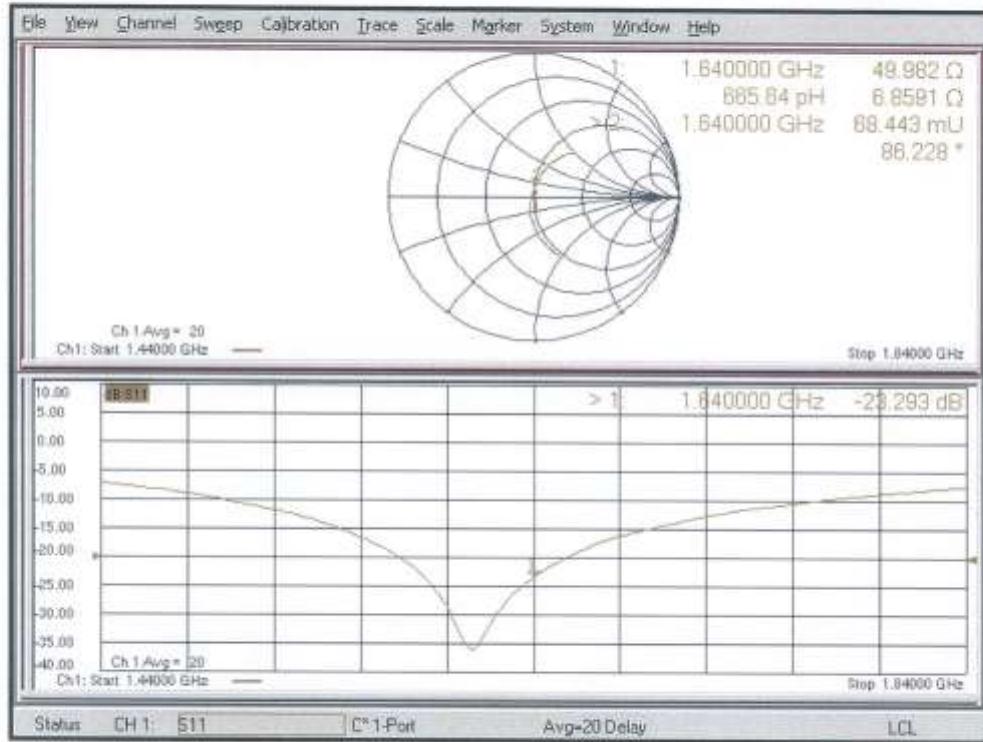 File View Channel Sweep Calibration Trace Scale Marker System Window Help
1: 1.640000 GHz 49.982 Ω
665.64 pH 6.8591 Ω
>2: 1.640000 GHz 68.443 mU
86.228 °
Ch 1 Avg = 20
Ch1: Start 1.44000 GHz
Stop 1.84000 GHz
10.00 dB S11
> 1: 1.640000 GHz -23.293 dB
5.00
0.00
-5.00
-10.00
-15.00
-20.00
-25.00
-30.00
-35.00
-40.00
Ch 1 Avg = 20
Ch1: Start 1.44000 GHz
Stop 1.84000 GHz
Status CH 1: S11 C* 1-Port Avg=20 Delay LCL